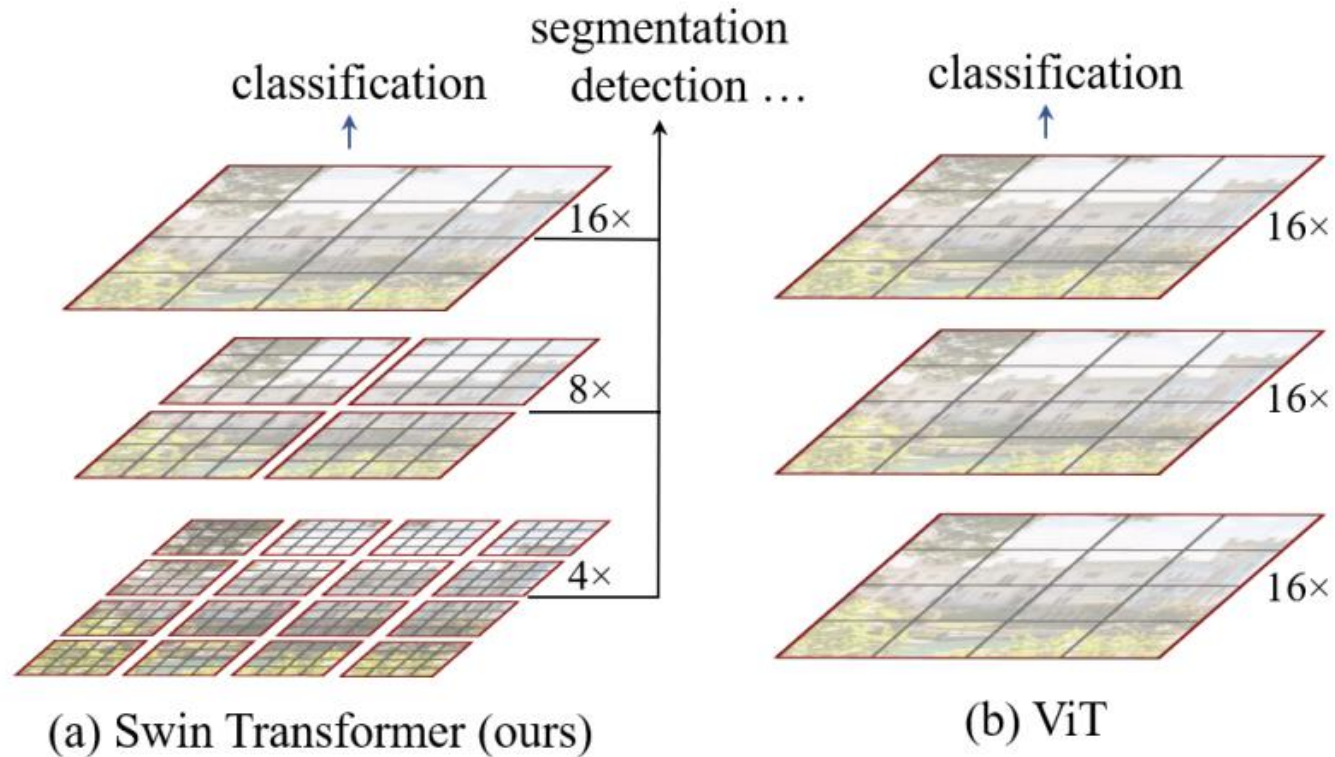 segmentation
classification
detection …
classification
16×
8×
4×
16×
16×
16×
(a) Swin Transformer (ours)
(b) ViT